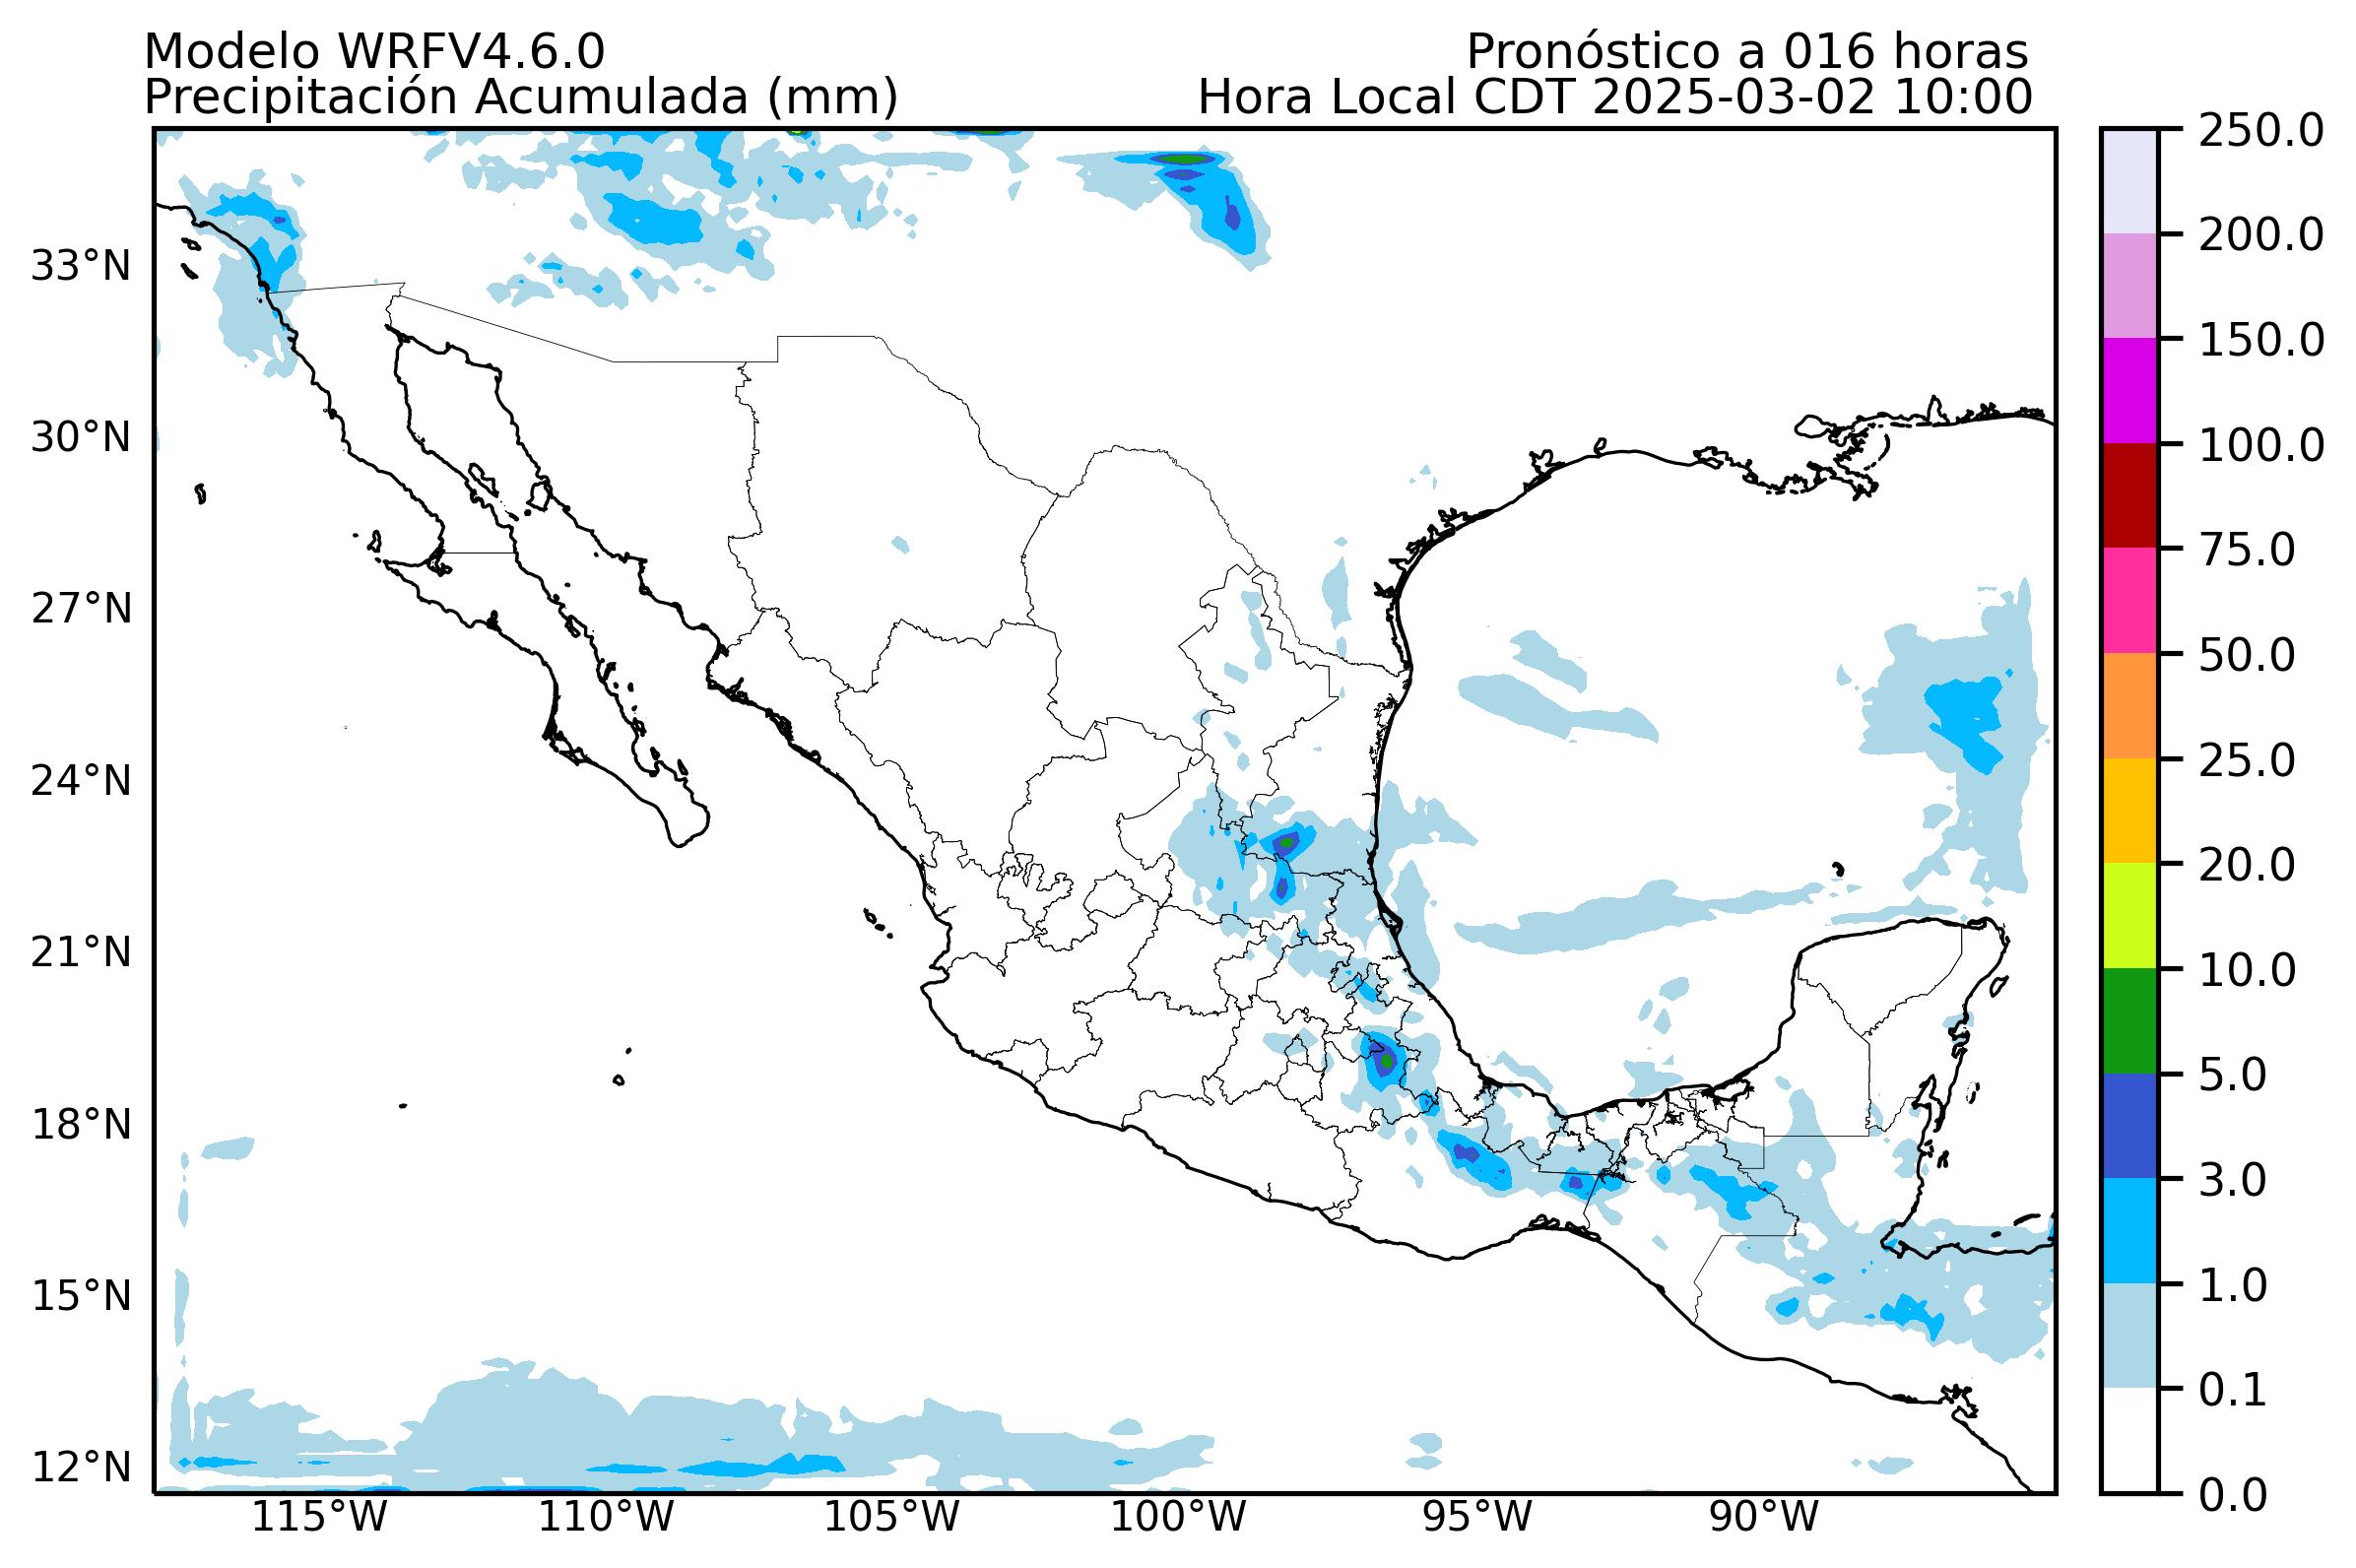 Modelo WRFV4.6.0
Pronóstico a 016 horas
Precipitación Acumulada (mm)
Hora Local CDT 2025-03-02 10:00
33°N
30°N
27°N
24°N
21°N
18°N
15°N
12°N
115°W
110°W
105°W
100°W
95°W
90°W
250.0
200.0
150.0
100.0
75.0
50.0
25.0
20.0
10.0
5.0
3.0
1.0
0.1
0.0